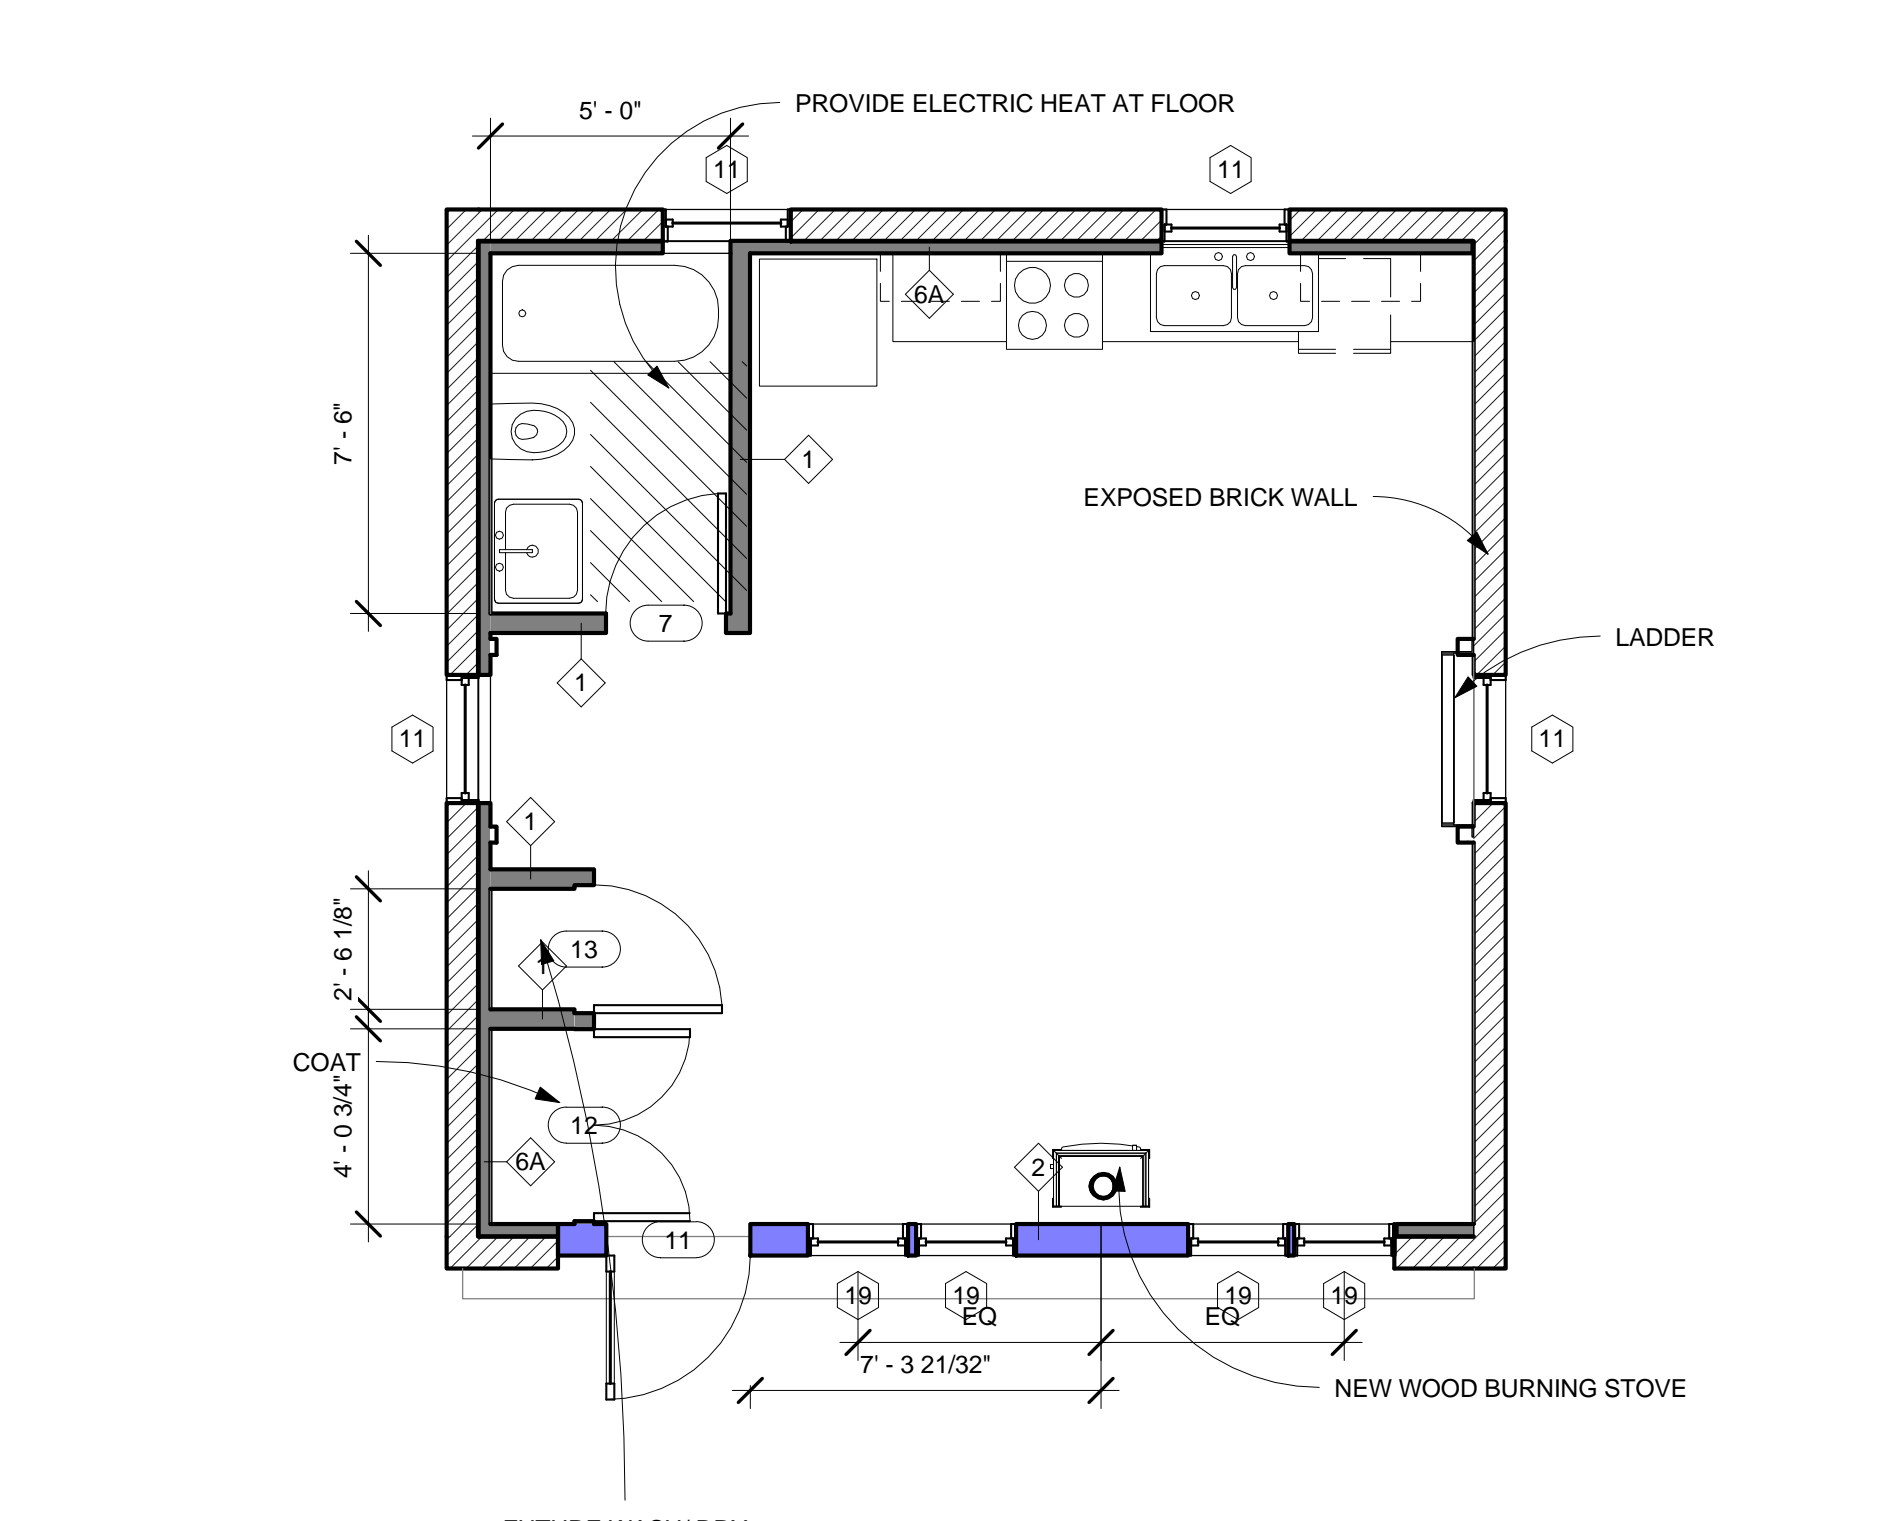 5' - 0"
PROVIDE ELECTRIC HEAT AT FLOOR
11
11
6A
7' - 6"
1
EXPOSED BRICK WALL
7
LADDER
1
11
11
1
2' - 6 1/8"
13
1
COAT
4' - 0 3/4"
12
6A
2
11
19
19
19
19
EQ
EQ
7' - 3 21/32"
NEW WOOD BURNING STOVE